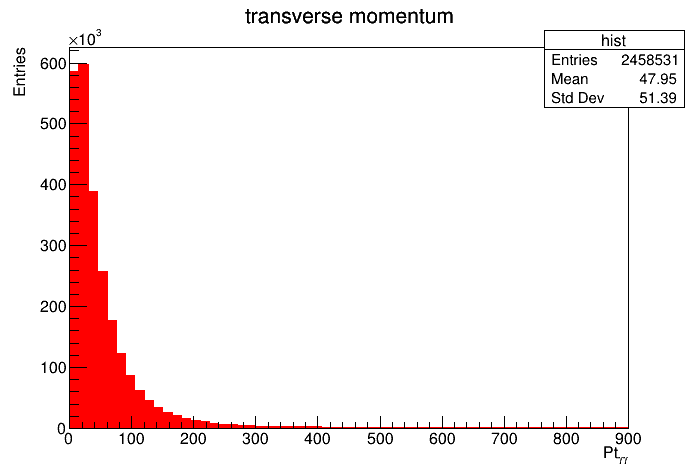 transverse momentum
×10³
Entries
hist
Entries 2458531
Mean 47.95
Std Dev 51.39
600
500
400
300
200
100
0
0 100 200 300 400 500 600 700 800 900
Pt_γγ